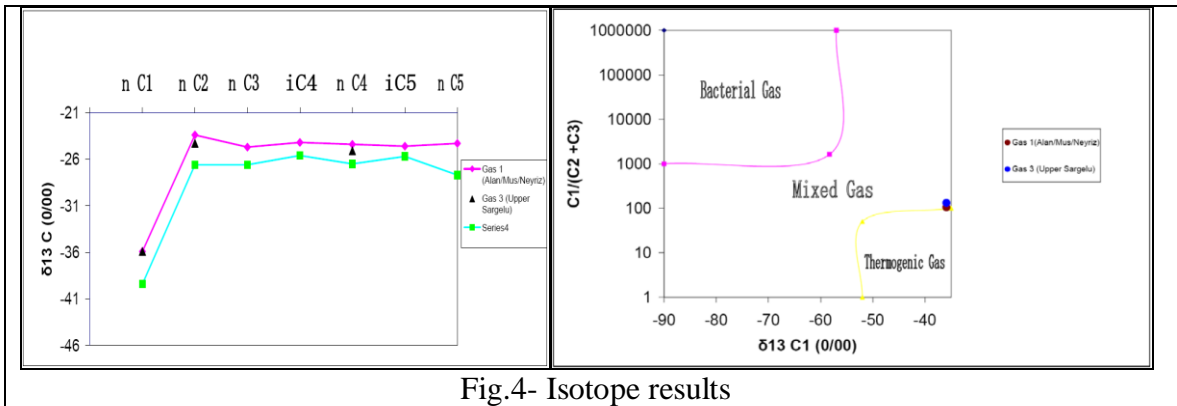 n C1 n C2 n C3 iC4 n C4 iC5 n C5
-21
-26
-31
-36
-41
-46
δ13 C (0/00)
Gas 1
(Alan/Mus/Neyriz)
Gas 3 (Upper
Sargelu)
Series4
1000000
100000
10000
1000
100
10
1
C1/(C2 +C3)
Bacterial Gas
Mixed Gas
Thermogenic Gas
-90 -80 -70 -60 -50 -40
δ13 C1 (0/00)
Gas 1(Alan/Mus/Neyriz)
Gas 3 (Upper Sargelu)
Fig.4- Isotope results